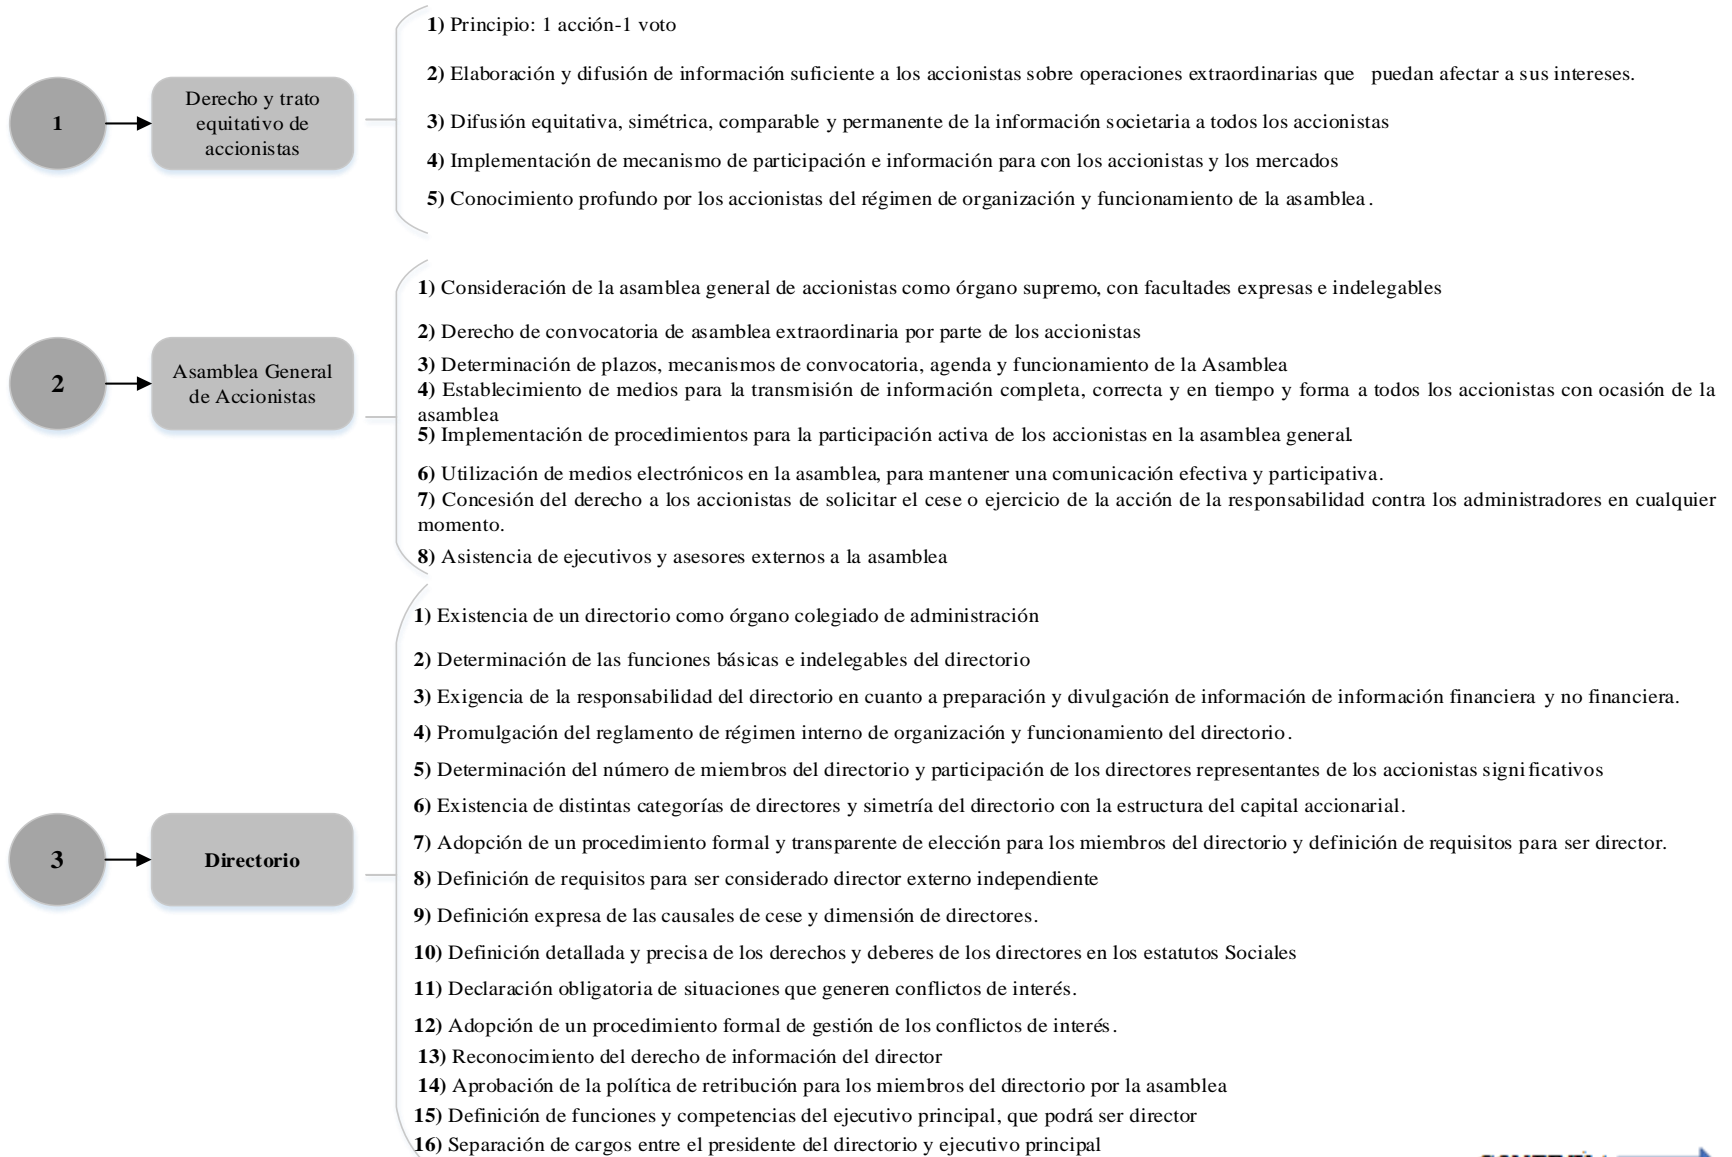 1
Derecho y trato
equitativo de
accionistas
1) Principio: 1 acción-1 voto
2) Elaboración y difusión de información suficiente a los accionistas sobre operaciones extraordinarias que puedan afectar a sus intereses.
3) Difusión equitativa, simétrica, comparable y permanente de la información societaria a todos los accionistas
4) Implementación de mecanismo de participación e información para con los accionistas y los mercados
5) Conocimiento profundo por los accionistas del régimen de organización y funcionamiento de la asamblea.
2
Asamblea General
de Accionistas
1) Consideración de la asamblea general de accionistas como órgano supremo, con facultades expresas e indelegables
2) Derecho de convocatoria de asamblea extraordinaria por parte de los accionistas
3) Determinación de plazos, mecanismos de convocatoria, agenda y funcionamiento de la Asamblea
4) Establecimiento de medios para la transmisión de información completa, correcta y en tiempo y forma a todos los accionistas con ocasión de la
asamblea
5) Implementación de procedimientos para la participación activa de los accionistas en la asamblea general.
6) Utilización de medios electrónicos en la asamblea, para mantener una comunicación efectiva y participativa.
7) Concesión del derecho a los accionistas de solicitar el cese o ejercicio de la acción de la responsabilidad contra los administradores en cualquier
momento.
8) Asistencia de ejecutivos y asesores externos a la asamblea
3
Directorio
1) Existencia de un directorio como órgano colegiado de administración
2) Determinación de las funciones básicas e indelegables del directorio
3) Exigencia de la responsabilidad del directorio en cuanto a preparación y divulgación de información de información financiera y no financiera.
4) Promulgación del reglamento de régimen interno de organización y funcionamiento del directorio.
5) Determinación del número de miembros del directorio y participación de los directores representantes de los accionistas significativos
6) Existencia de distintas categorías de directores y simetría del directorio con la estructura del capital accionarial.
7) Adopción de un procedimiento formal y transparente de elección para los miembros del directorio y definición de requisitos para ser director.
8) Definición de requisitos para ser considerado director externo independiente
9) Definición expresa de las causales de cese y dimensión de directores.
10) Definición detallada y precisa de los derechos y deberes de los directores en los estatutos Sociales
11) Declaración obligatoria de situaciones que generen conflictos de interés.
12) Adopción de un procedimiento formal de gestión de los conflictos de interés.
13) Reconocimiento del derecho de información del director
14) Aprobación de la política de retribución para los miembros del directorio por la asamblea
15) Definición de funciones y competencias del ejecutivo principal, que podrá ser director
16) Separación de cargos entre el presidente del directorio y ejecutivo principal